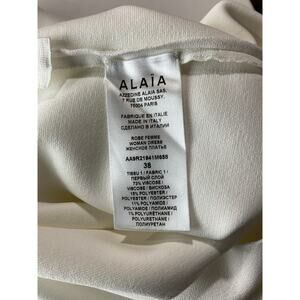 ALAÏA
AZZEDINE ALAIA SAS,
7 RUE DE MOUSSY,
75004 PARIS
FABRIQUE EN ITALIE
MADE IN ITALY
СДЕЛАНО В ИТАЛИИ
ROBE FEMME
WOMAN DRESS
ЖЕНСКОЕ ПЛАТЬЕ
AA9R21941M655
38
TISSU 1 / FABRIC 1
ПЕРВЫЙ СЛОЙ
73% VISCOSE /
VISCOSE / ВИСКОЗА
15% POLYESTER /
POLYESTER / ПОЛИЭСТЕР
11% POLYAMIDE /
POLYAMIDE / ПОЛИАМИД
1% POLYURETHANE /
POLYURETHANE /
ПОЛИУРЕТАН